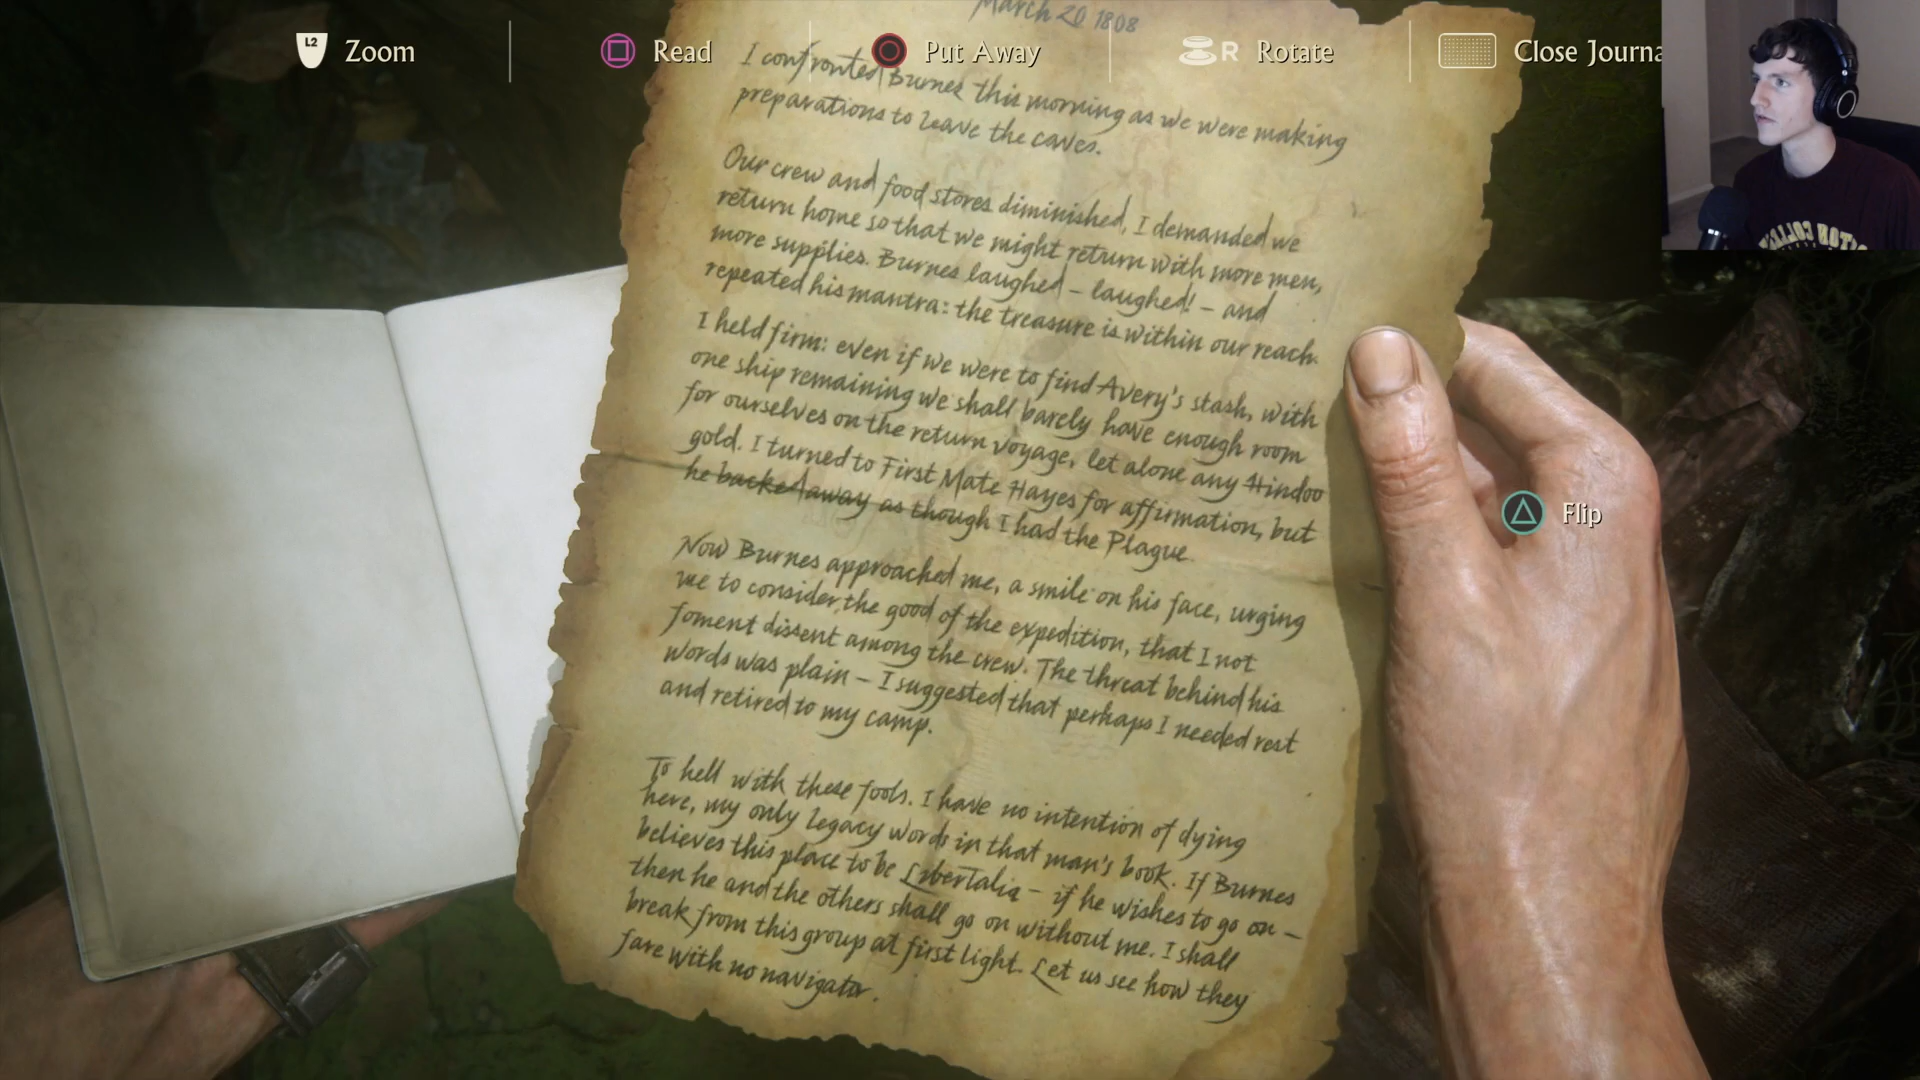 L2 Zoom
Read
Put Away
R Rotate
Close Journa
March 20 1808
I confronted Burnes this morning as we were making
preparations to leave the caves.
Our crew and food stores diminished, I demanded we
return home so that we might return with more men,
more supplies. Burnes laughed – laughed! – and
repeated his mantra: the treasure is within our reach.
I held firm: even if we were to find Avery's stash, with
one ship remaining we shall barely have enough room
for ourselves on the return voyage, let alone any Hindoo
gold. I turned to First Mate Hayes for affirmation, but
he backed away as though I had the Plague.
Now Burnes approached me, a smile on his face, urging
me to consider the good of the expedition, that I not
foment dissent among the crew. The threat behind his
words was plain – I suggested that perhaps I needed rest
and retired to my camp.
To hell with these fools. I have no intention of dying
here, my only legacy words in that man's book. If Burnes
believes this place to be Libertalia – if he wishes to go on –
then he and the others shall go on without me. I shall
break from this group at first light. Let us see how they
fare with no navigator.
Flip